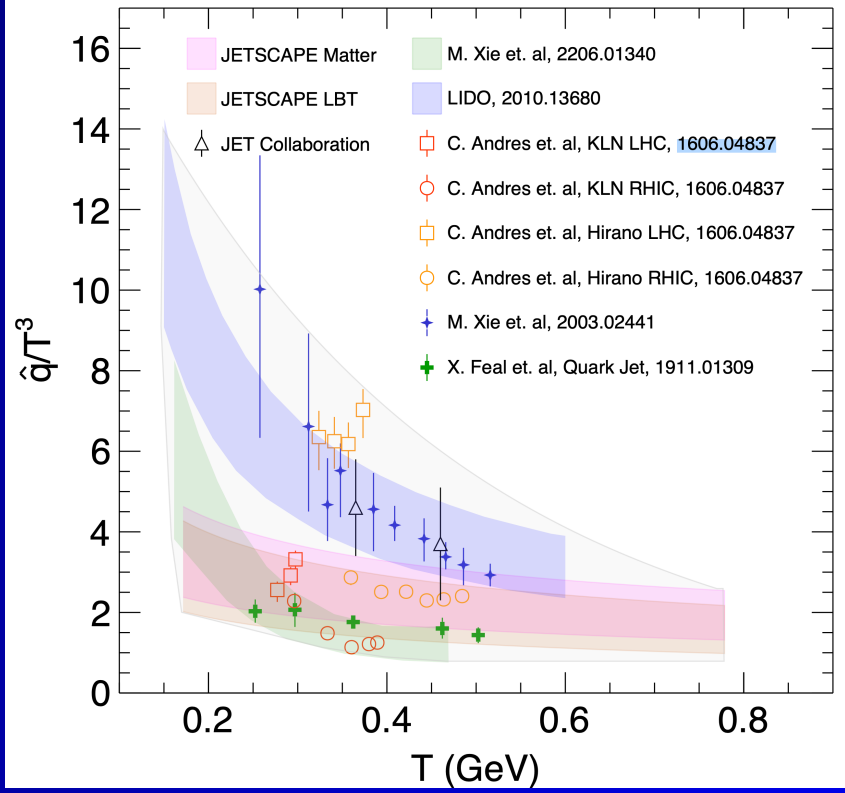 16
14
12
10
8
6
4
2
0
q̂/T³
JETSCAPE Matter
JETSCAPE LBT
JET Collaboration
M. Xie et. al, 2206.01340
LIDO, 2010.13680
C. Andres et. al, KLN LHC, 1606.04837
C. Andres et. al, KLN RHIC, 1606.04837
C. Andres et. al, Hirano LHC, 1606.04837
C. Andres et. al, Hirano RHIC, 1606.04837
M. Xie et. al, 2003.02441
X. Feal et. al, Quark Jet, 1911.01309
0.2 0.4 0.6 0.8
T (GeV)